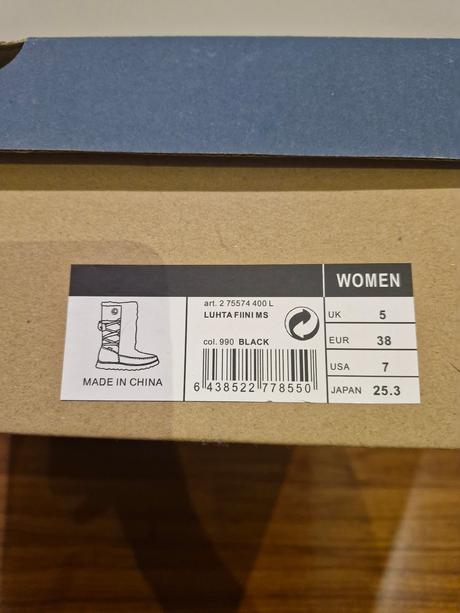 WOMEN
art. 2 75574 400 L
LUHTA FIINI MS
col. 990 BLACK
6 438522 778550
MADE IN CHINA
UK 5
EUR 38
USA 7
JAPAN 25.3